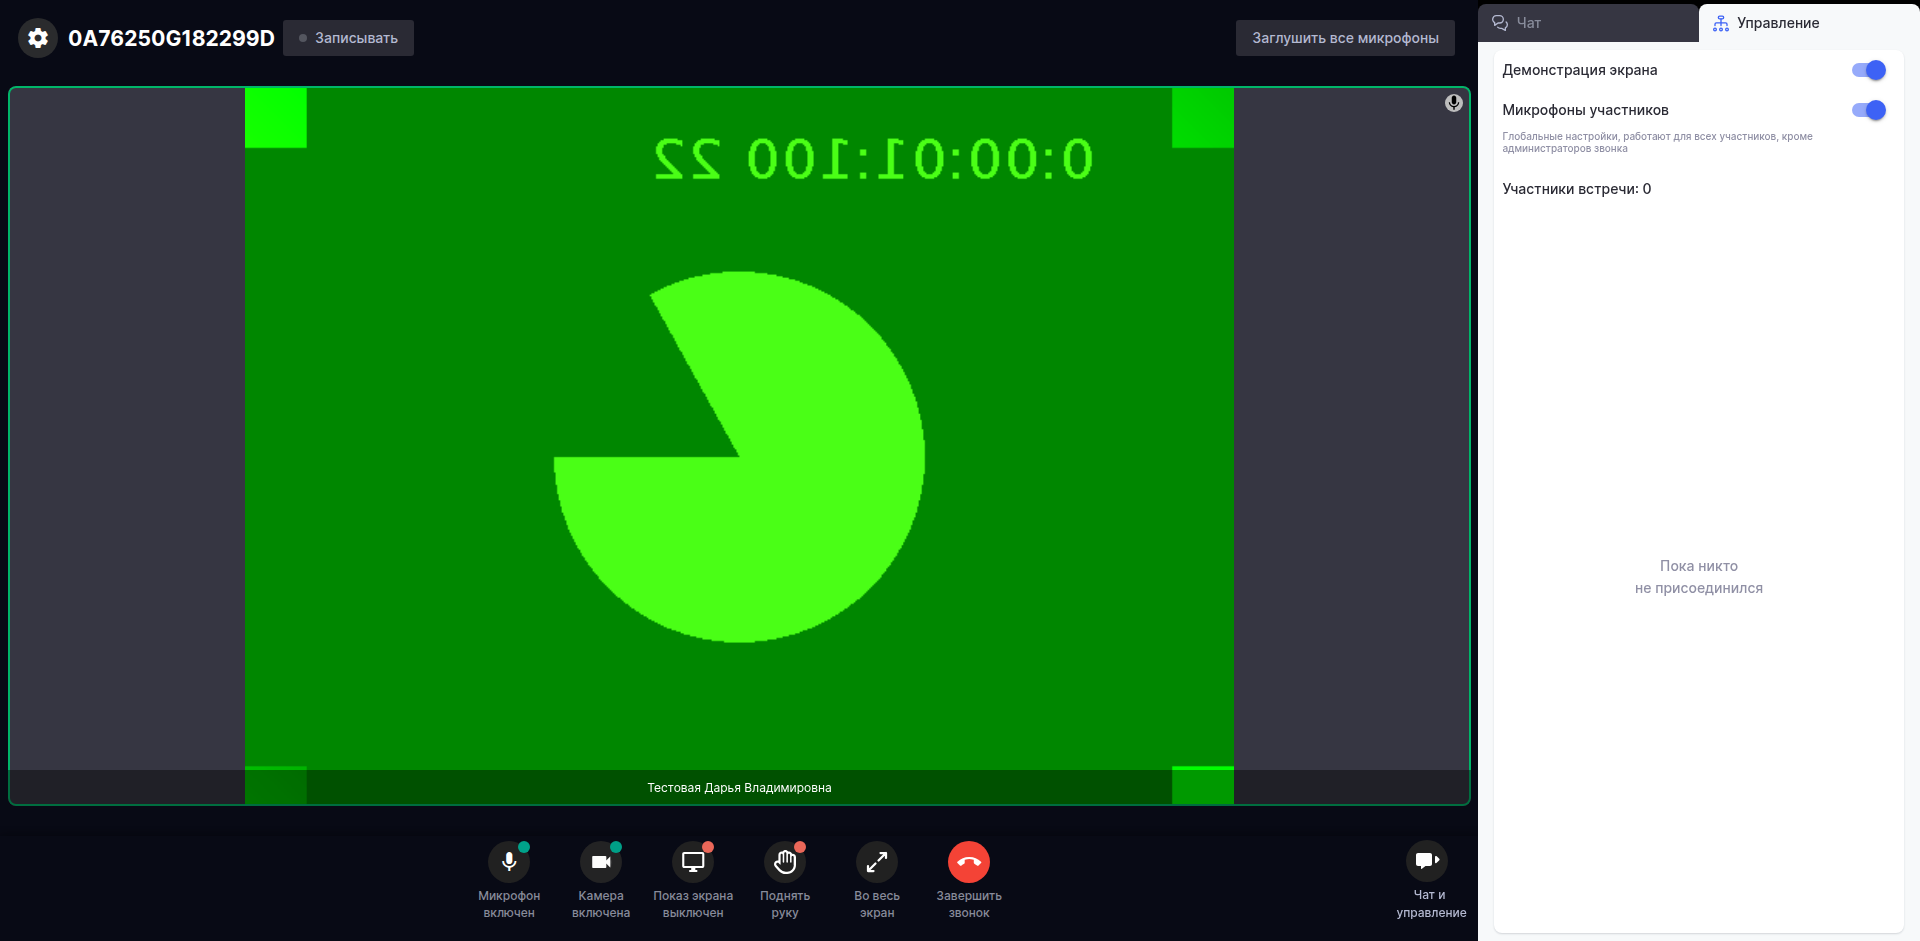 0A76250G182299D
Записывать
Заглушить все микрофоны
0:00:01:100 22
Тестовая Дарья Владимировна
Микрофон
включен
Камера
включена
Показ экрана
выключен
Поднять
руку
Во весь
экран
Завершить
звонок
Чат и
управление
Чат
Управление
Демонстрация экрана
Микрофоны участников
Глобальные настройки, работают для всех участников, кроме
администраторов звонка
Участники встречи: 0
Пока никто
не присоединился